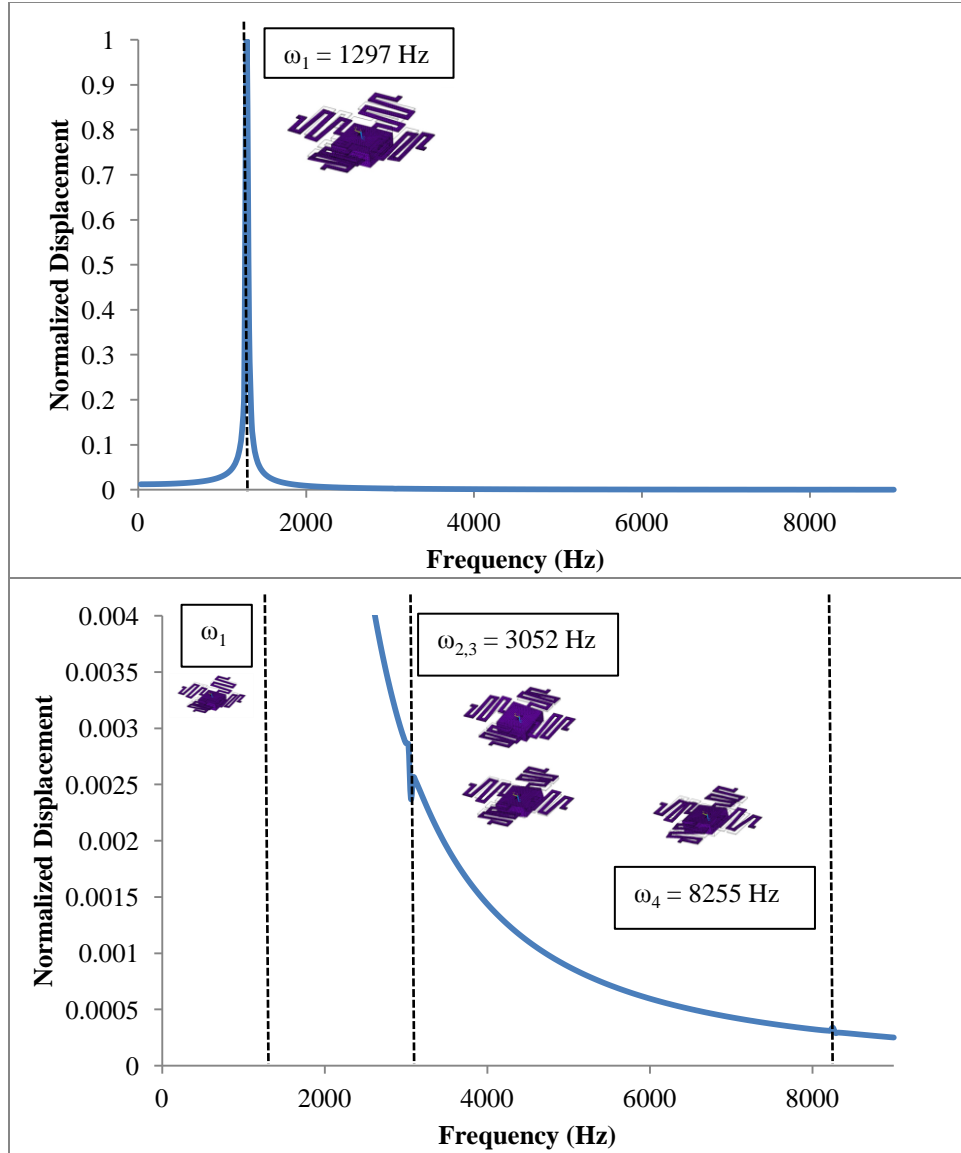 ω1 = 1297 Hz
1
0.9
0.8
0.7
0.6
0.5
0.4
0.3
0.2
0.1
0
Normalized Displacement
0 2000 4000 6000 8000
Frequency (Hz)
ω1
ω2,3 = 3052 Hz
ω4 = 8255 Hz
0.004
0.0035
0.003
0.0025
0.002
0.0015
0.001
0.0005
0
Normalized Displacement
0 2000 4000 6000 8000
Frequency (Hz)